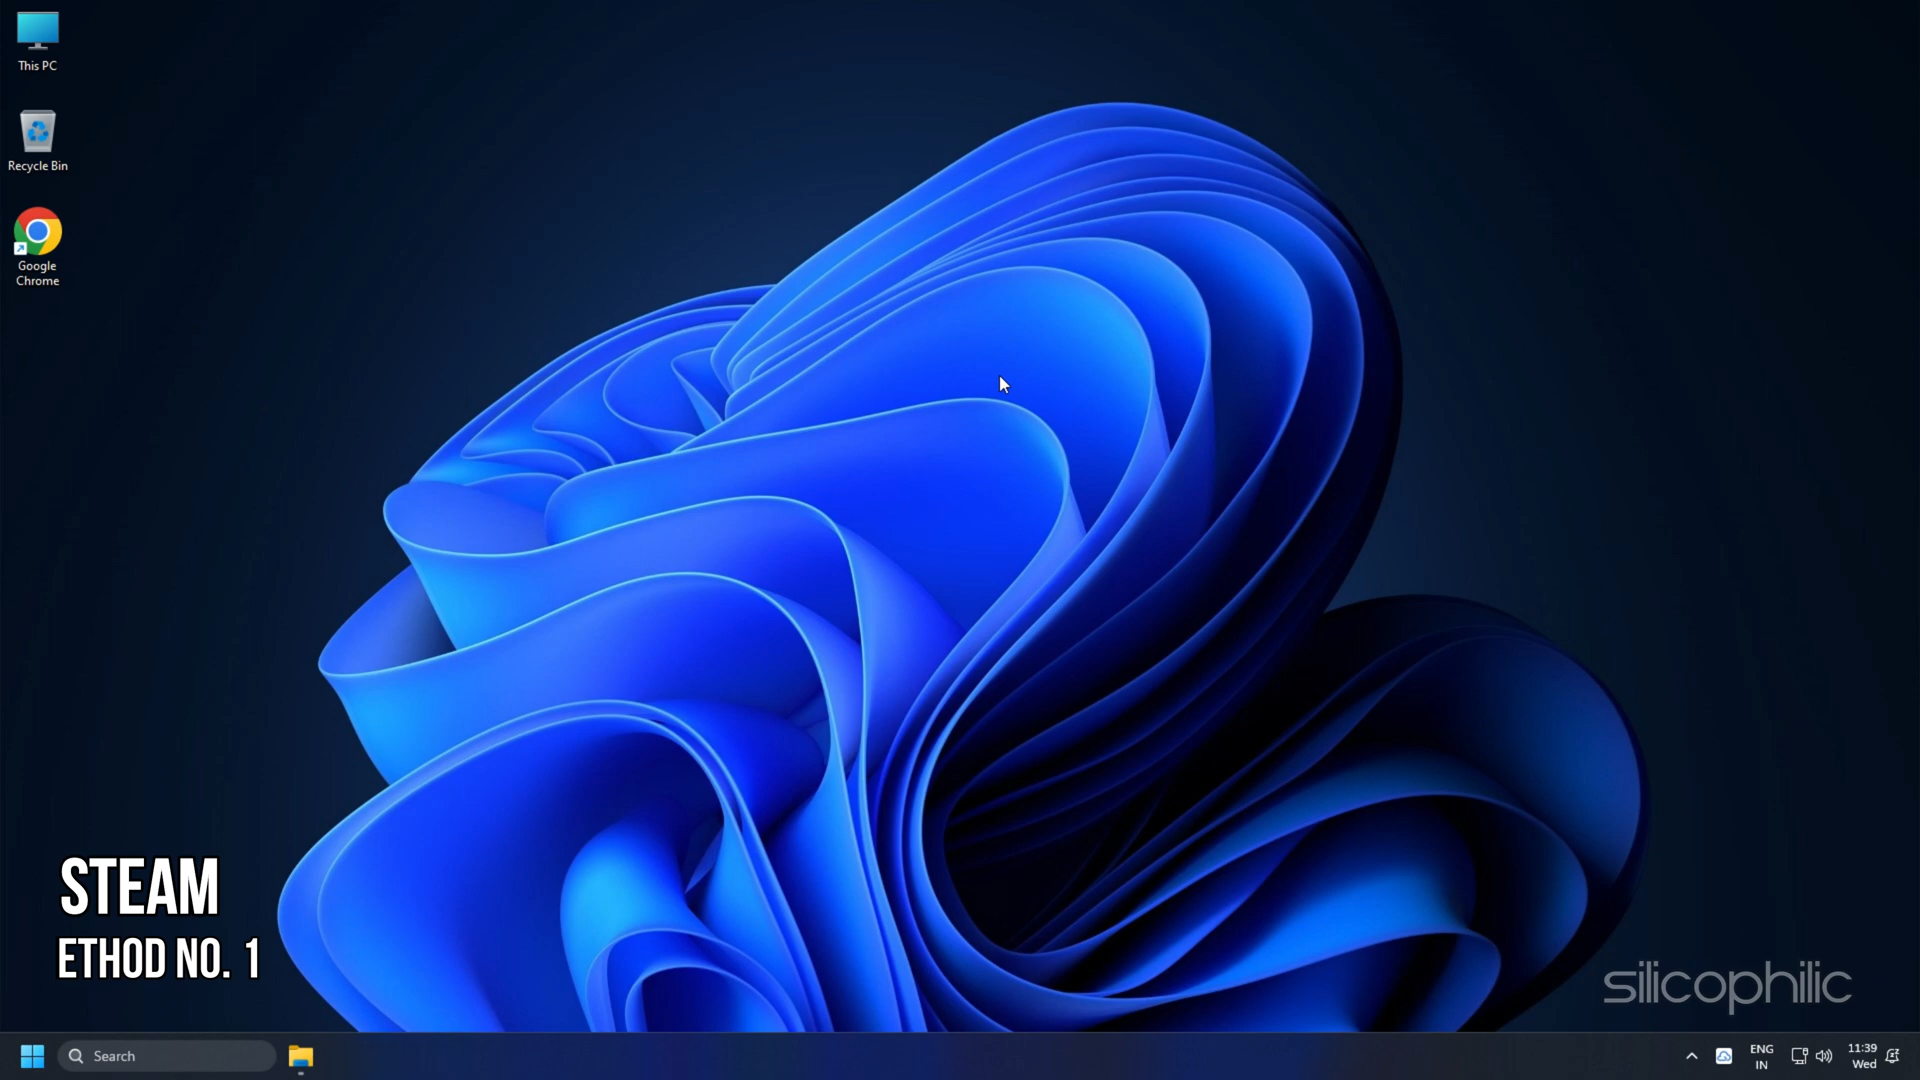 This PC
Recycle Bin
Google
Chrome
STEAM
ETHOD NO. 1
silicophilic
Search
ENG
IN
11:39
Wed